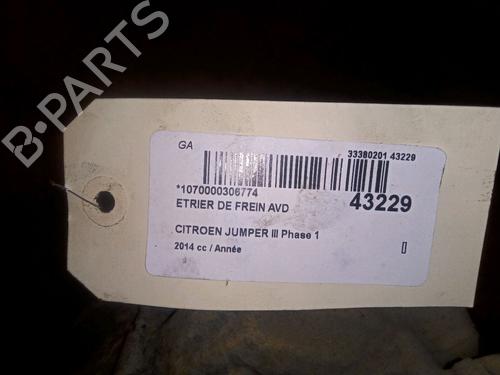 B-PARTS
GA
33380201 43229
*1070000306774
ETRIER DE FREIN AVD
43229
CITROEN JUMPER III Phase 1
2014 cc / Année